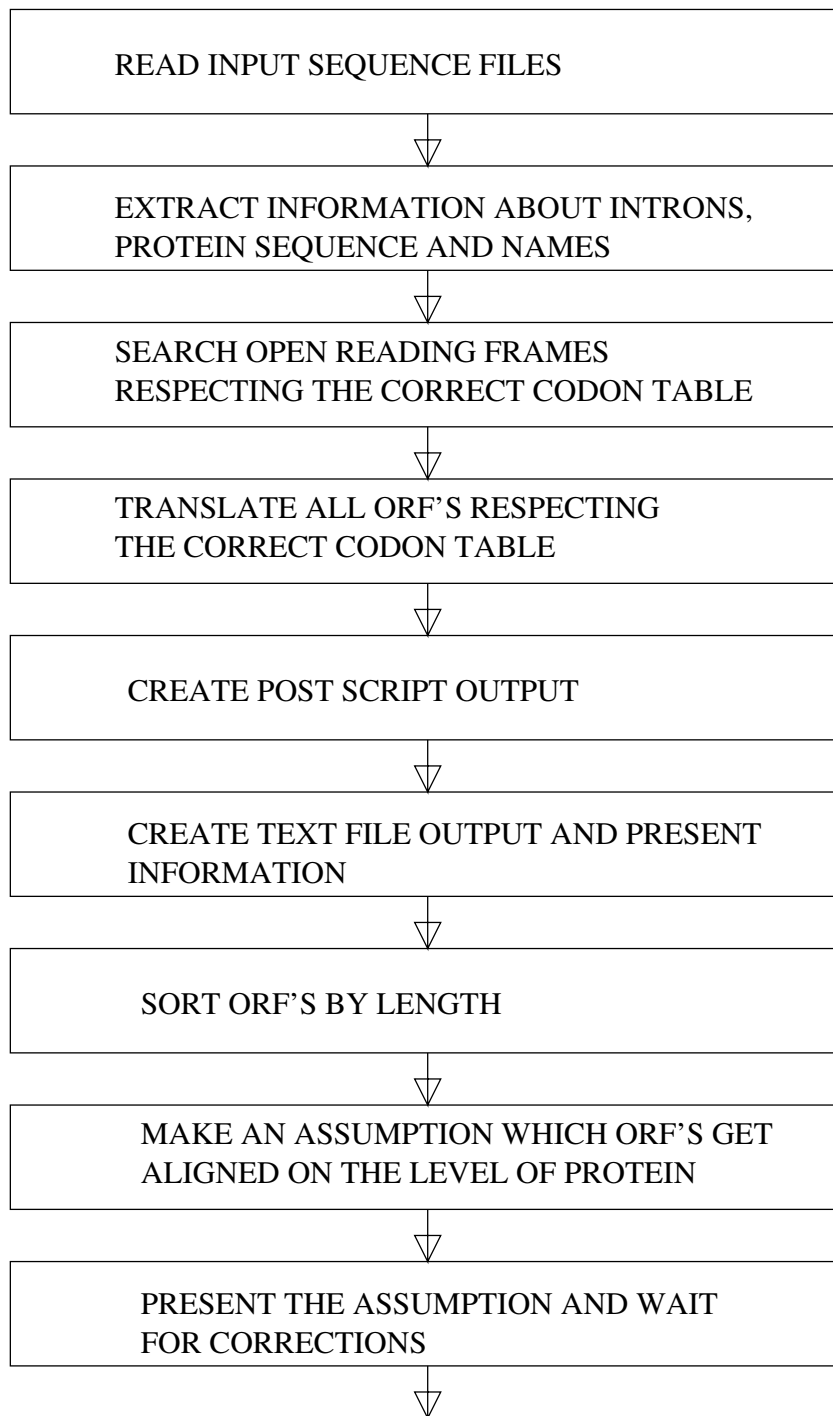 READ INPUT SEQUENCE FILES
EXTRACT INFORMATION ABOUT INTRONS,
PROTEIN SEQUENCE AND NAMES
SEARCH OPEN READING FRAMES
RESPECTING THE CORRECT CODON TABLE
TRANSLATE ALL ORF’S RESPECTING
THE CORRECT CODON TABLE
CREATE POST SCRIPT OUTPUT
CREATE TEXT FILE OUTPUT AND PRESENT
INFORMATION
SORT ORF’S BY LENGTH
MAKE AN ASSUMPTION WHICH ORF’S GET
ALIGNED ON THE LEVEL OF PROTEIN
PRESENT THE ASSUMPTION AND WAIT
FOR CORRECTIONS